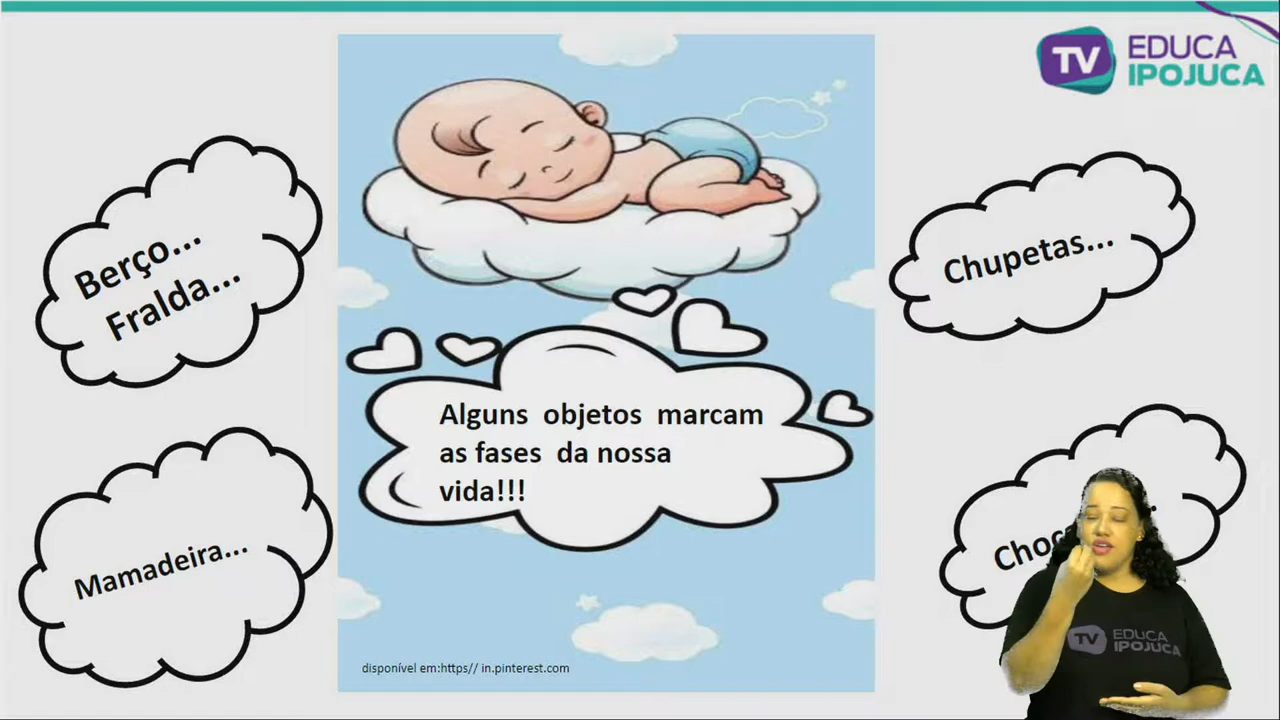 TV EDUCA
IPOJUCA
Berço...
Fralda...
Chupetas...
Alguns objetos marcam
as fases da nossa
vida!!!
Mamadeira...
TV EDUCA
IPOJUCA
disponível em:https// in.pinterest.com